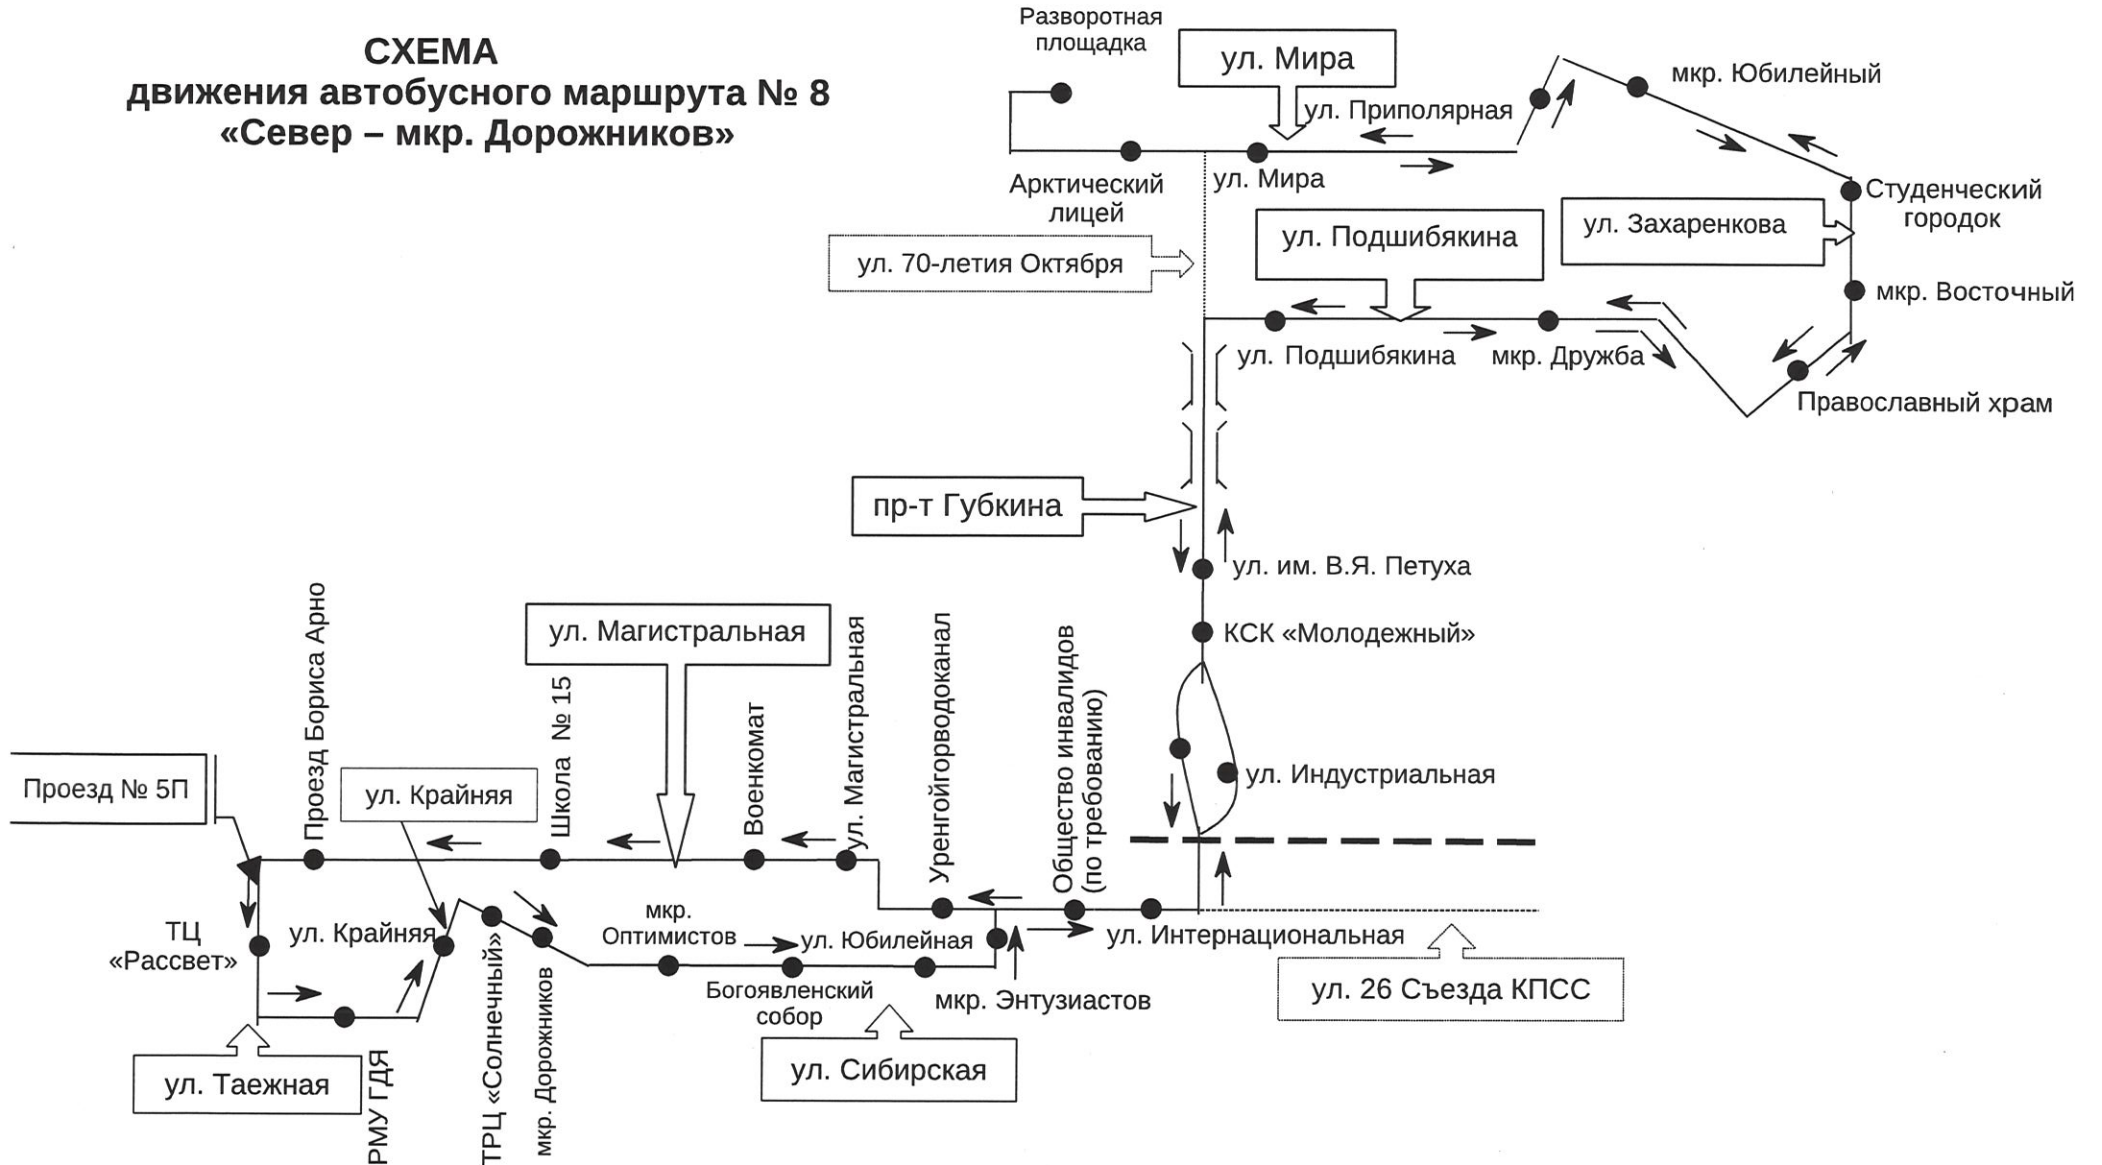 СХЕМА
движения автобусного маршрута № 8
«Север – мкр. Дорожников»
Разворотная
площадка
ул. Мира
ул. Приполярная
мкр. Юбилейный
Арктический
лицей
ул. Мира
Студенческий
городок
ул. Захаренкова
ул. Подшибякина
ул. 70-летия Октября
мкр. Восточный
ул. Подшибякина
мкр. Дружба
Православный храм
пр-т Губкина
ул. им. В.Я. Петуха
КСК «Молодежный»
ул. Индустриальная
ул. Магистральная
Проезд № 5П
Проезд Бориса Арно
ул. Крайняя
Школа № 15
Военкомат
ул. Магистральная
Уренгойгорводоканал
Общество инвалидов
(по требованию)
ТЦ
«Рассвет»
ул. Крайняя
мкр.
Оптимистов
ул. Юбилейная
ул. Интернациональная
Богоявленский
собор
мкр. Энтузиастов
ул. 26 Съезда КПСС
ул. Таежная
РМУ ГДЯ
ТРЦ «Солнечный»
мкр. Дорожников
ул. Сибирская